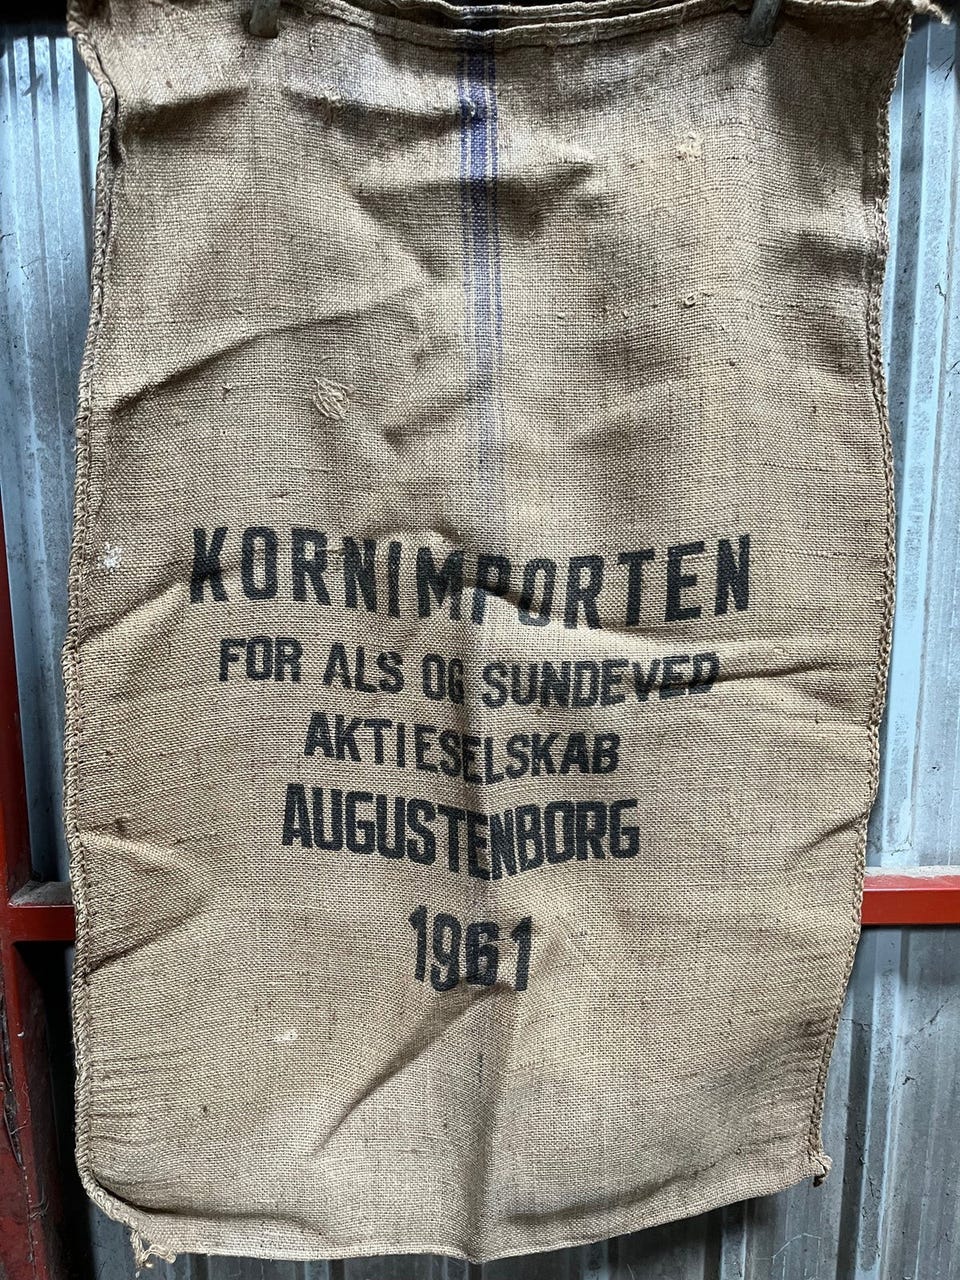 KORNIMPORTEN
FOR ALS OG SUNDEVED
AKTIESELSKAB
AUGUSTENBORG
1961